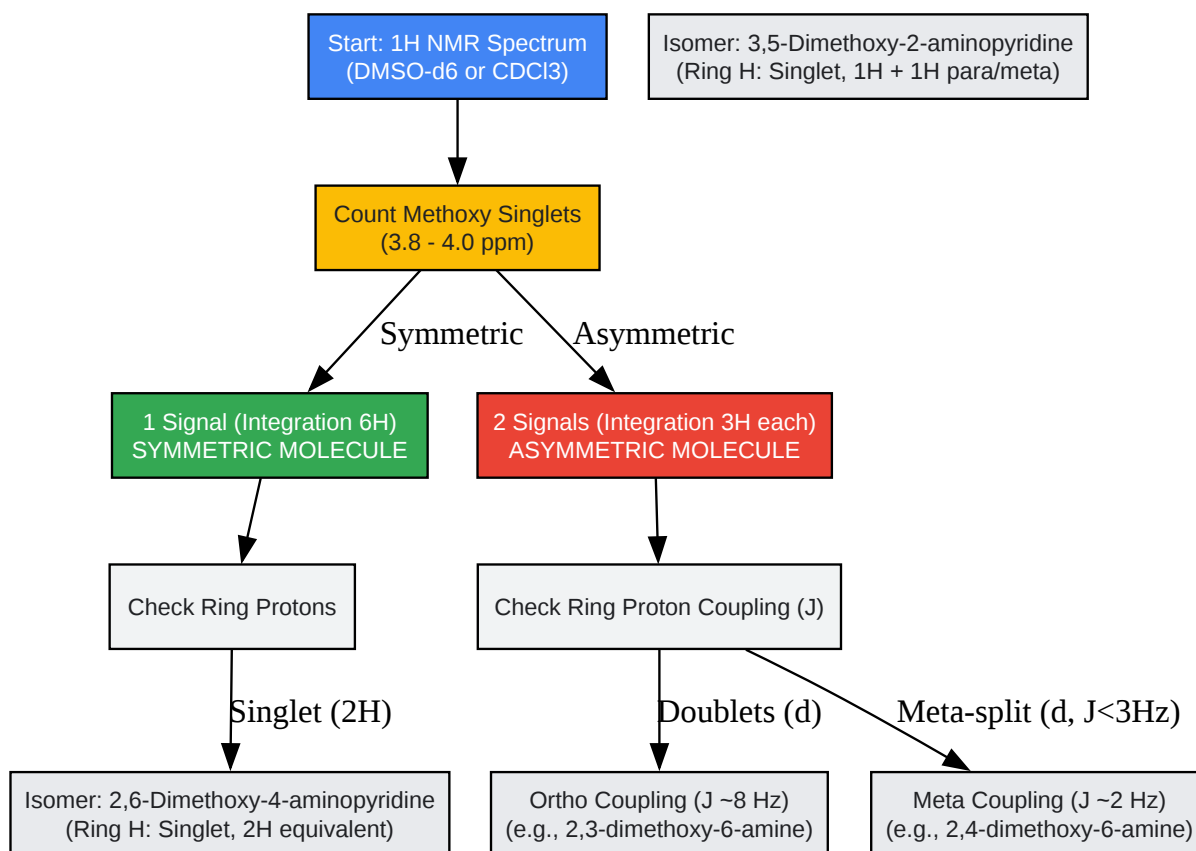 Start: 1H NMR Spectrum
(DMSO-d6 or CDCl3)
Isomer: 3,5-Dimethoxy-2-aminopyridine
(Ring H: Singlet, 1H + 1H para/meta)
Count Methoxy Singlets
(3.8 - 4.0 ppm)
Symmetric
Asymmetric
1 Signal (Integration 6H)
SYMMETRIC MOLECULE
2 Signals (Integration 3H each)
ASYMMETRIC MOLECULE
Check Ring Protons
Check Ring Proton Coupling (J)
Singlet (2H)
Doublets (d)
Meta-split (d, J<3Hz)
Isomer: 2,6-Dimethoxy-4-aminopyridine
(Ring H: Singlet, 2H equivalent)
Ortho Coupling (J ~8 Hz)
(e.g., 2,3-dimethoxy-6-amine)
Meta Coupling (J ~2 Hz)
(e.g., 2,4-dimethoxy-6-amine)